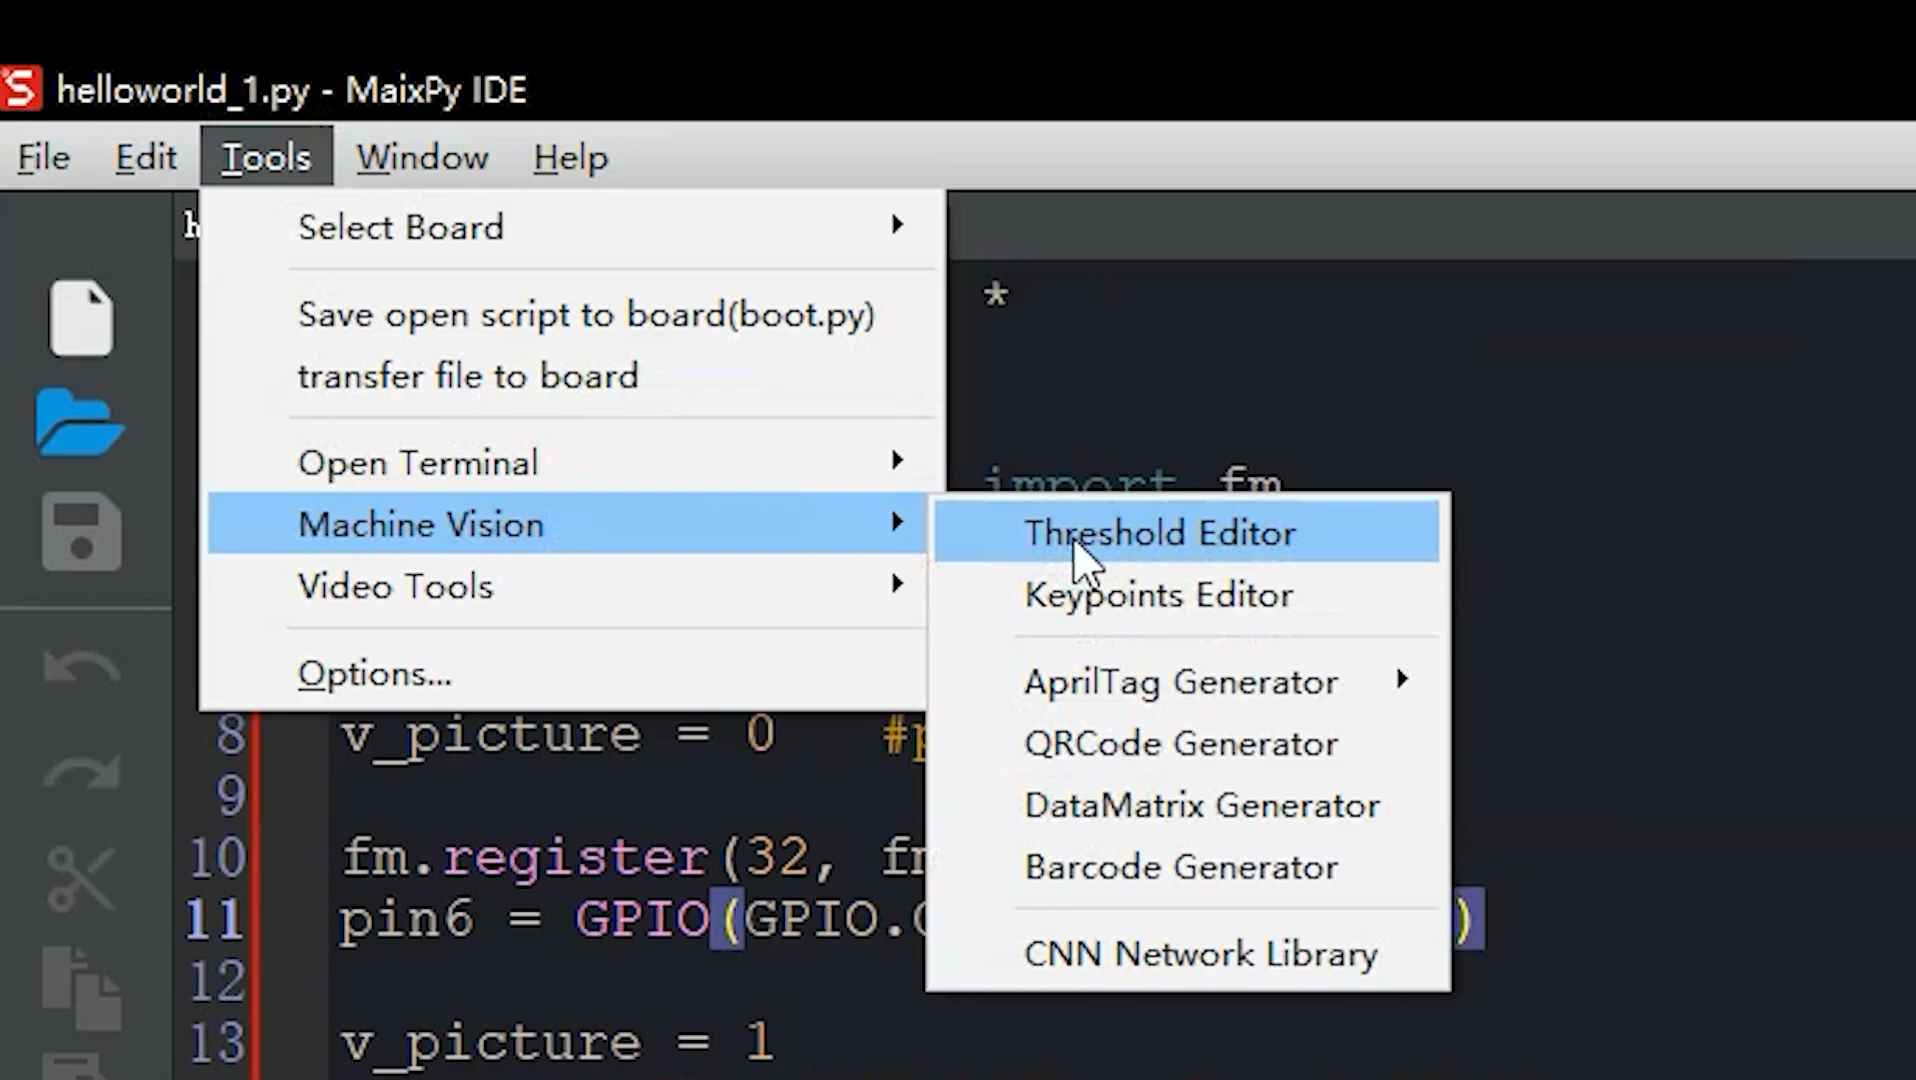 helloworld_1.py - MaixPy IDE
File Edit Tools Window Help
Select Board
Save open script to board(boot.py)
transfer file to board
Open Terminal
Machine Vision
Video Tools
Options...
*
import fm
Threshold Editor
Keypoints Editor
AprilTag Generator
QRCode Generator
DataMatrix Generator
Barcode Generator
CNN Network Library
8 v_picture = 0 #
9
10 fm.register(32,
11 pin6 = GPIO(GPIO. )
12
13 v_picture = 1